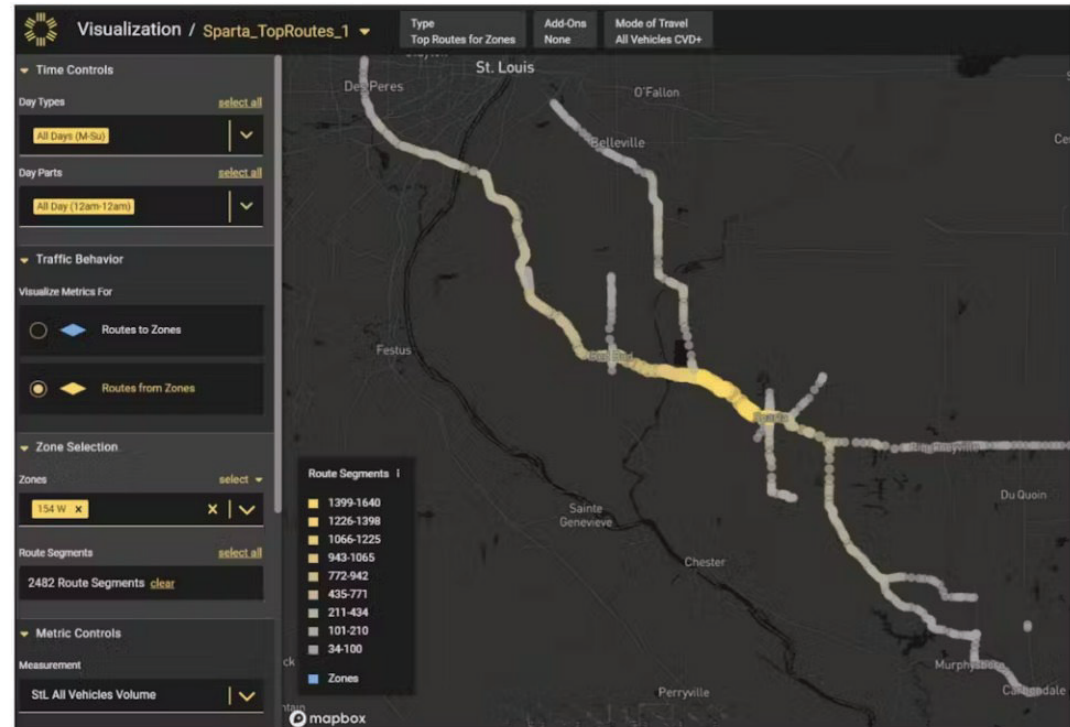 Visualization / Sparta_TopRoutes_1
Type
Top Routes for Zones
Add-Ons
None
Mode of Travel
All Vehicles CVD+
Time Controls
Day Types
select all
All Days (M-Su)
Day Parts
select all
All Day (12am-12am)
Traffic Behavior
Visualize Metrics For
Routes to Zones
Routes from Zones
Zone Selection
Zones
select
154 W x
Route Segments
select all
2482 Route Segments clear
Metric Controls
Measurement
StL All Vehicles Volume
St. Louis
Des Peres
O'Fallon
Belleville
Festus
Sparta
Du Quoin
Sainte
Genevieve
Chester
Murphysboro
Carbondale
Perryville
Route Segments
1399-1640
1226-1398
1066-1225
943-1065
772-942
435-771
211-434
101-210
34-100
Zones
mapbox